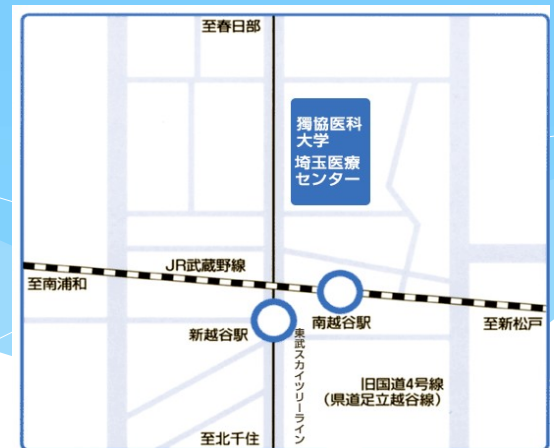 至春日部
獨協医科
大学
埼玉医療
センター
JR武蔵野線
至南浦和
新越谷駅
南越谷駅
至新松戸
東武スカイツリーライン
旧国道4号線
（県道足立越谷線）
至北千住